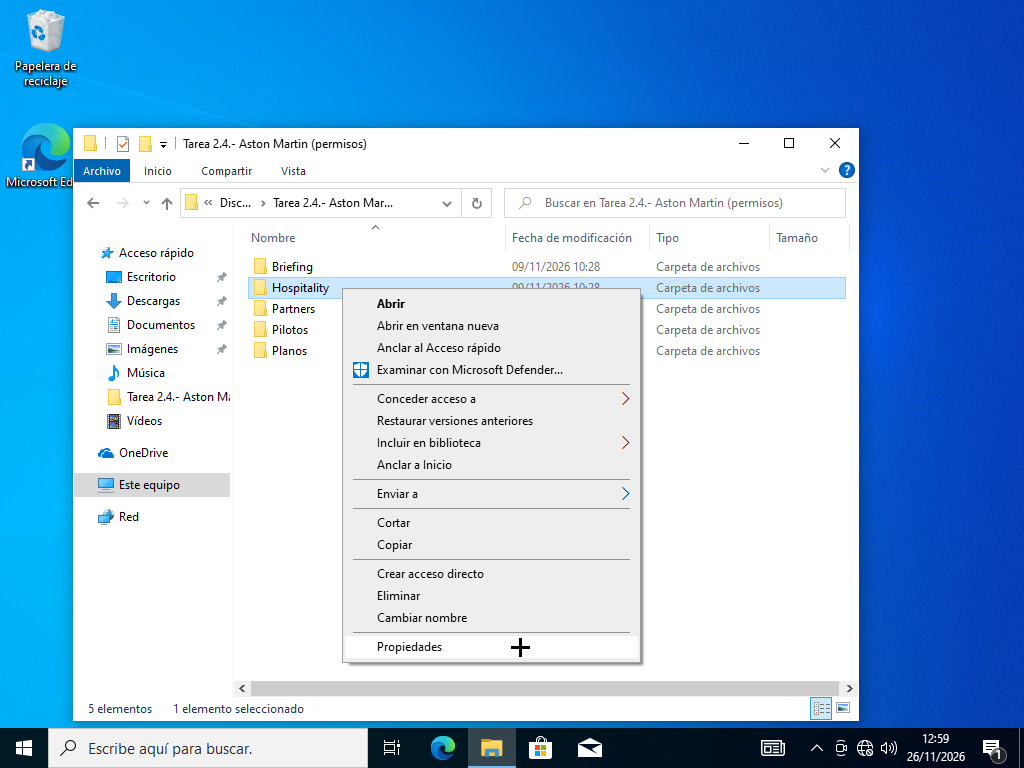 Papelera de
reciclaje
Microsoft Ed
Tarea 2.4.- Aston Martin (permisos)
Archivo
Inicio
Compartir
Vista
?
« Disc... › Tarea 2.4.- Aston Mar...
Buscar en Tarea 2.4.- Aston Martin (permisos)
Acceso rápido
Escritorio
Descargas
Documentos
Imágenes
Música
Tarea 2.4.- Aston Ma
Vídeos
OneDrive
Este equipo
Red
Nombre
Fecha de modificación
Tipo
Tamaño
Briefing
09/11/2026 10:28
Carpeta de archivos
Hospitality
09/11/2026 10:28
Carpeta de archivos
Partners
Carpeta de archivos
Pilotos
Carpeta de archivos
Planos
Carpeta de archivos
Abrir
Abrir en ventana nueva
Anclar al Acceso rápido
Examinar con Microsoft Defender...
Conceder acceso a
Restaurar versiones anteriores
Incluir en biblioteca
Anclar a Inicio
Enviar a
Cortar
Copiar
Crear acceso directo
Eliminar
Cambiar nombre
Propiedades
5 elementos
1 elemento seleccionado
Escribe aquí para buscar.
12:59
26/11/2026
1